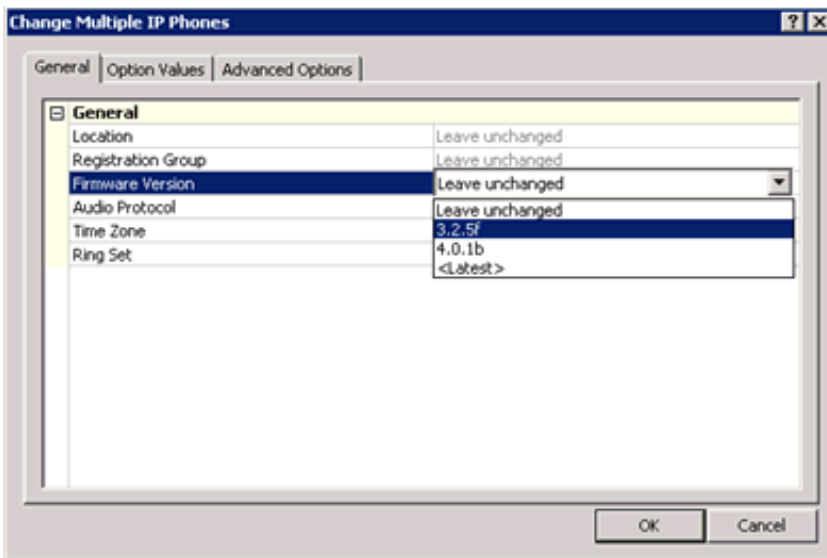 Change Multiple IP Phones
General Option Values Advanced Options
General
Location Leave unchanged
Registration Group Leave unchanged
Firmware Version Leave unchanged
Audio Protocol Leave unchanged
Time Zone 3.2.5f
Ring Set 4.0.1b
<Latest>
OK Cancel